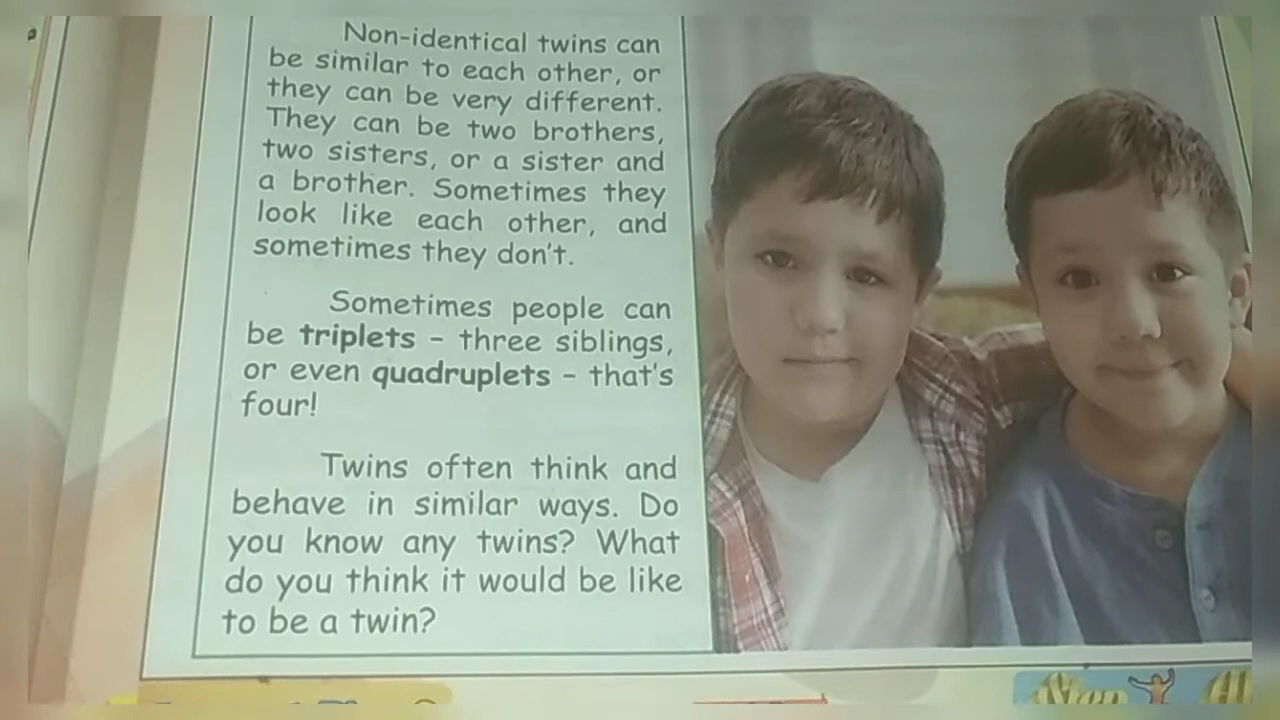 Non-identical twins can
be similar to each other, or
they can be very different.
They can be two brothers,
two sisters, or a sister and
a brother. Sometimes they
look like each other, and
sometimes they don't.
Sometimes people can
be triplets – three siblings,
or even quadruplets – that's
four!
Twins often think and
behave in similar ways. Do
you know any twins? What
do you think it would be like
to be a twin?
Step